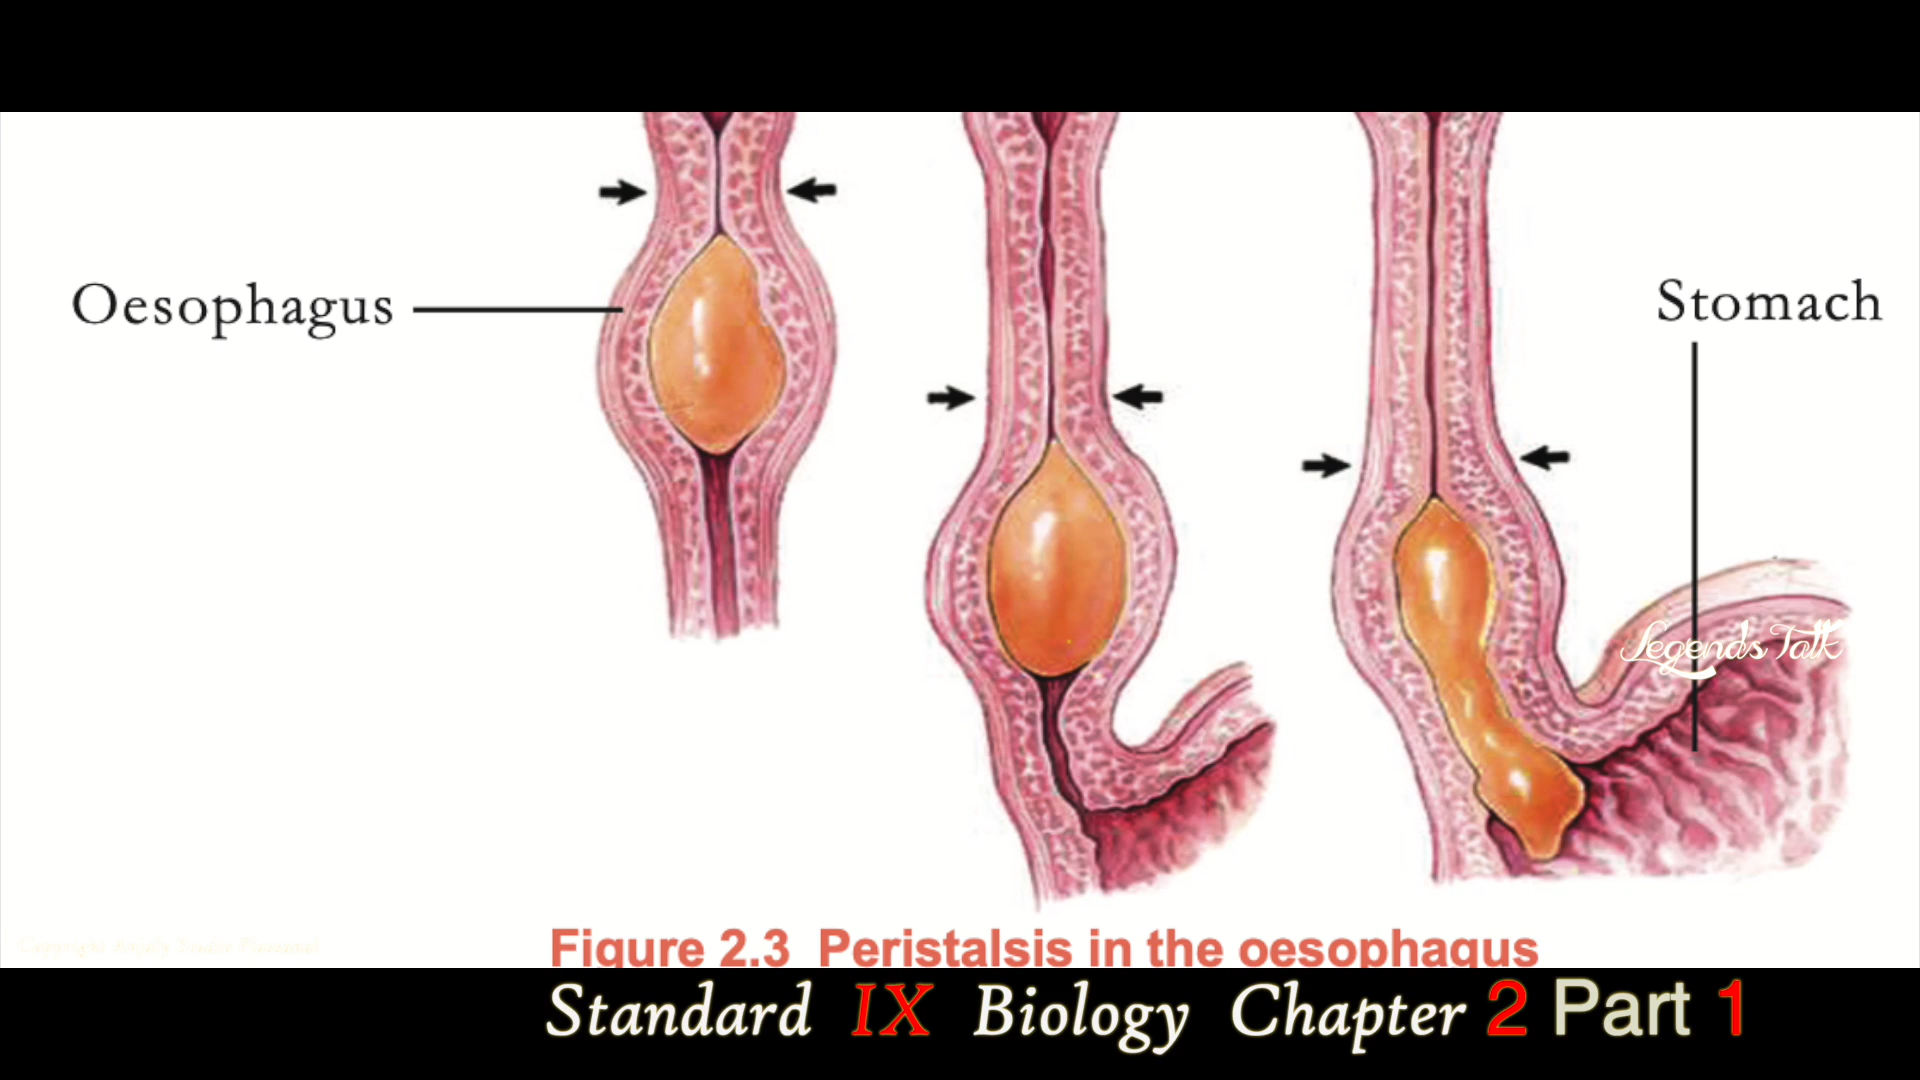 Oesophagus
Stomach
Legends Talk
Figure 2.3 Peristalsis in the oesophagus
Standard IX Biology Chapter 2 Part 1